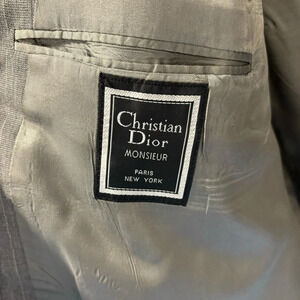 Christian
Dior
MONSIEUR
PARIS
NEW YORK